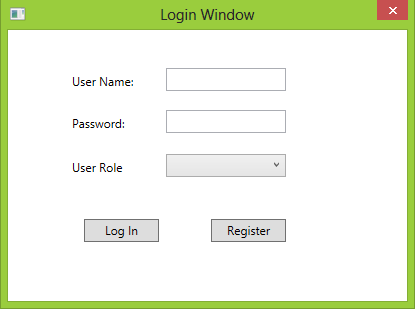 Login Window
User Name:
Password:
User Role
Log In
Register